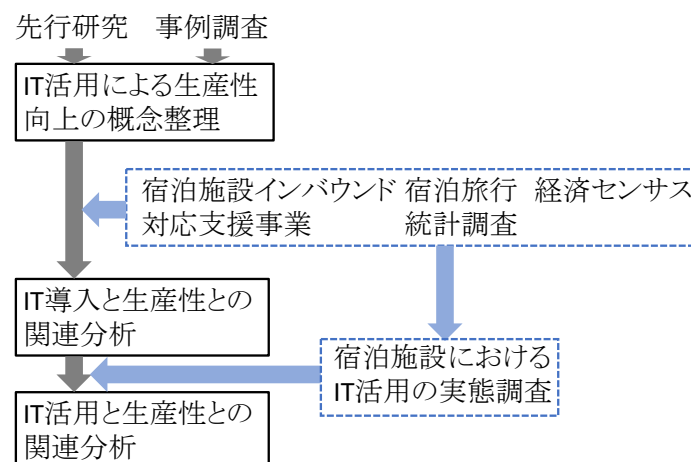 先行研究 事例調査
IT活用による生産性
向上の概念整理
宿泊施設インバウンド 宿泊旅行 経済センサス
対応支援事業 統計調査
IT導入と生産性との
関連分析
宿泊施設における
IT活用の実態調査
IT活用と生産性との
関連分析